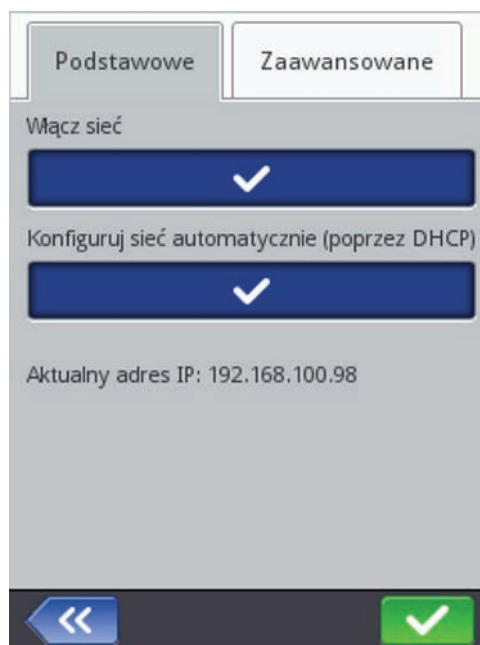 Podstawowe
Zaawansowane
Włącz sieć
Konfiguruj sieć automatycznie (poprzez DHCP)
Aktualny adres IP: 192.168.100.98